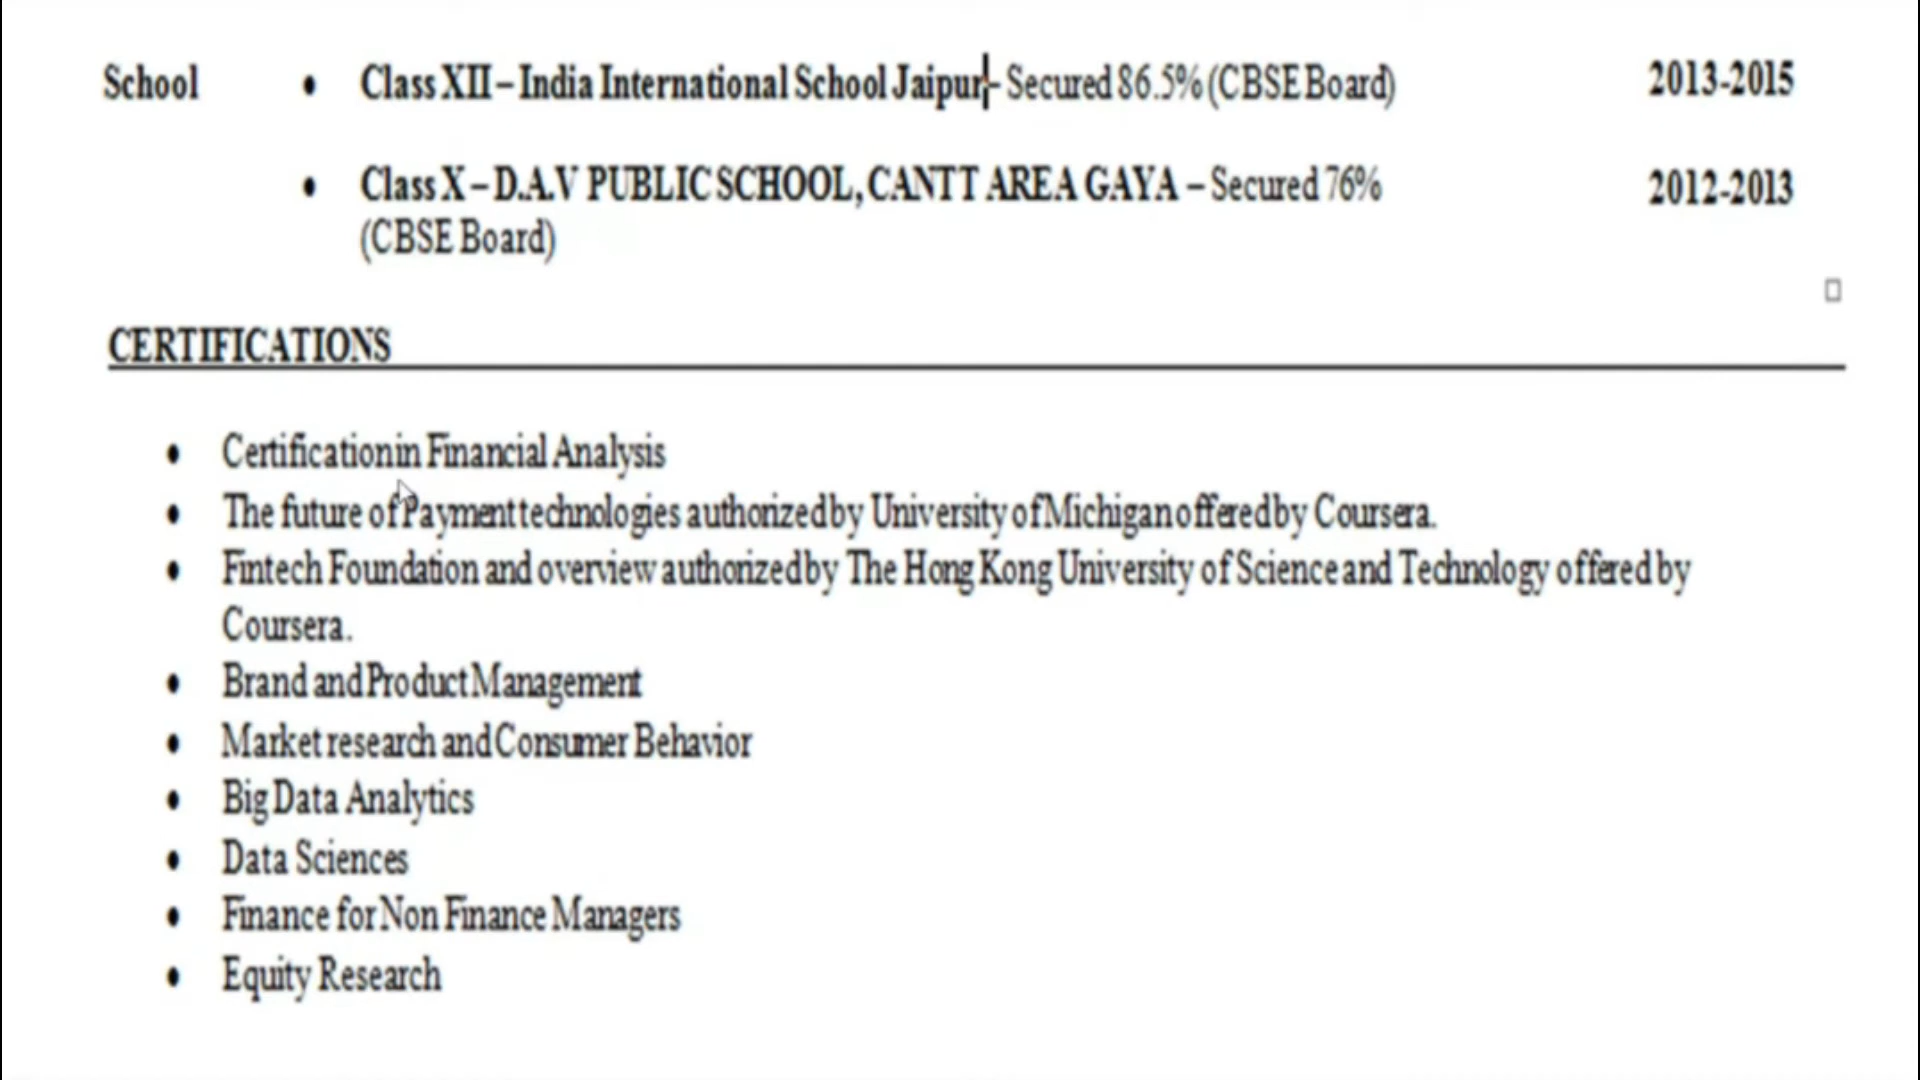 School • Class XII – India International School Jaipur– Secured 86.5% (CBSE Board) 2013-2015
• Class X – D.A.V PUBLIC SCHOOL, CANTT AREA GAYA – Secured 76% 2012-2013
(CBSE Board)
CERTIFICATIONS
• Certification in Financial Analysis
• The future of Payment technologies authorized by University of Michigan offered by Coursera.
• Fintech Foundation and overview authorized by The Hong Kong University of Science and Technology offered by
Coursera.
• Brand and Product Management
• Market research and Consumer Behavior
• Big Data Analytics
• Data Sciences
• Finance for Non Finance Managers
• Equity Research